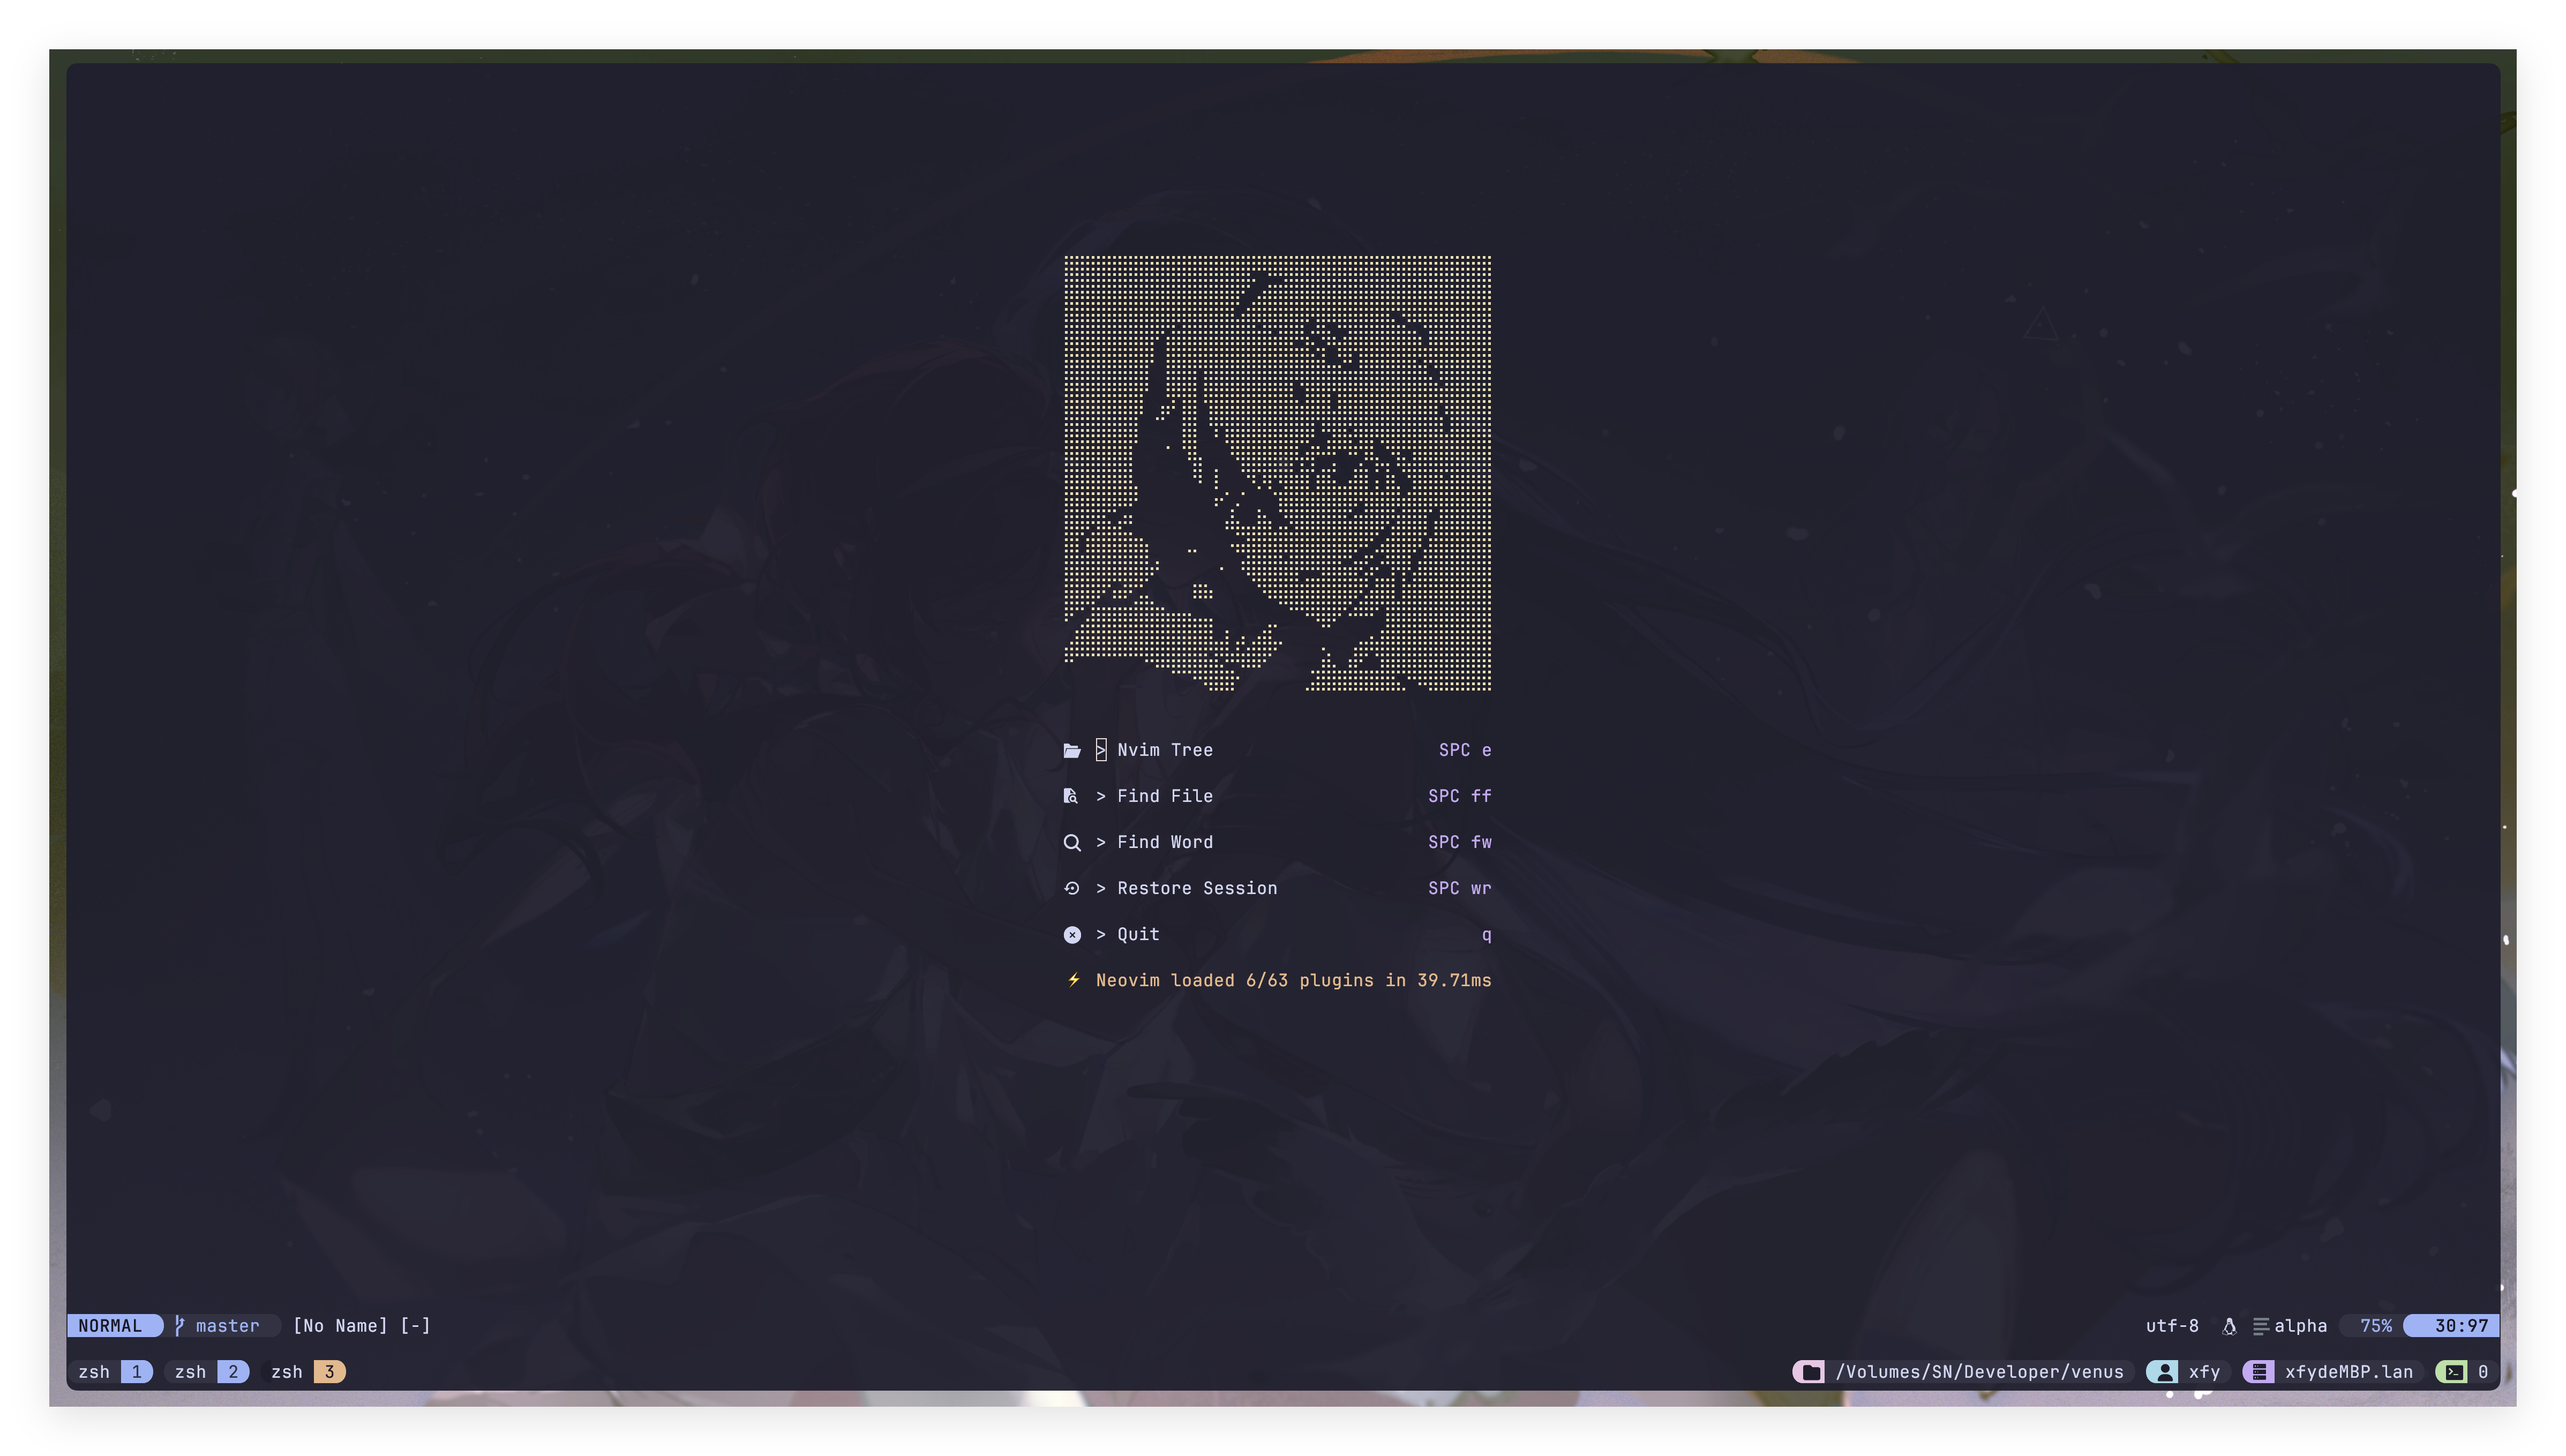 > Nvim Tree SPC e
> Find File SPC ff
> Find Word SPC fw
> Restore Session SPC wr
> Quit q
⚡ Neovim loaded 6/63 plugins in 39.71ms
NORMAL master [No Name] [-] utf-8 alpha 75% 30:97
zsh 1 zsh 2 zsh 3 /Volumes/SN/Developer/venus xfy xfydeMBP.lan 0